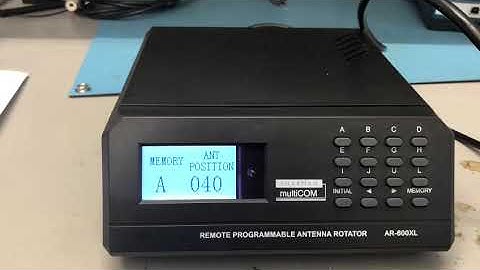 MEMORY ANT POSITION
A 040
multiCOM
A B C D
E F G H
I J U L
INITIAL ◀ ▶ MEMORY
REMOTE PROGRAMMABLE ANTENNA ROTATOR AR-600XL